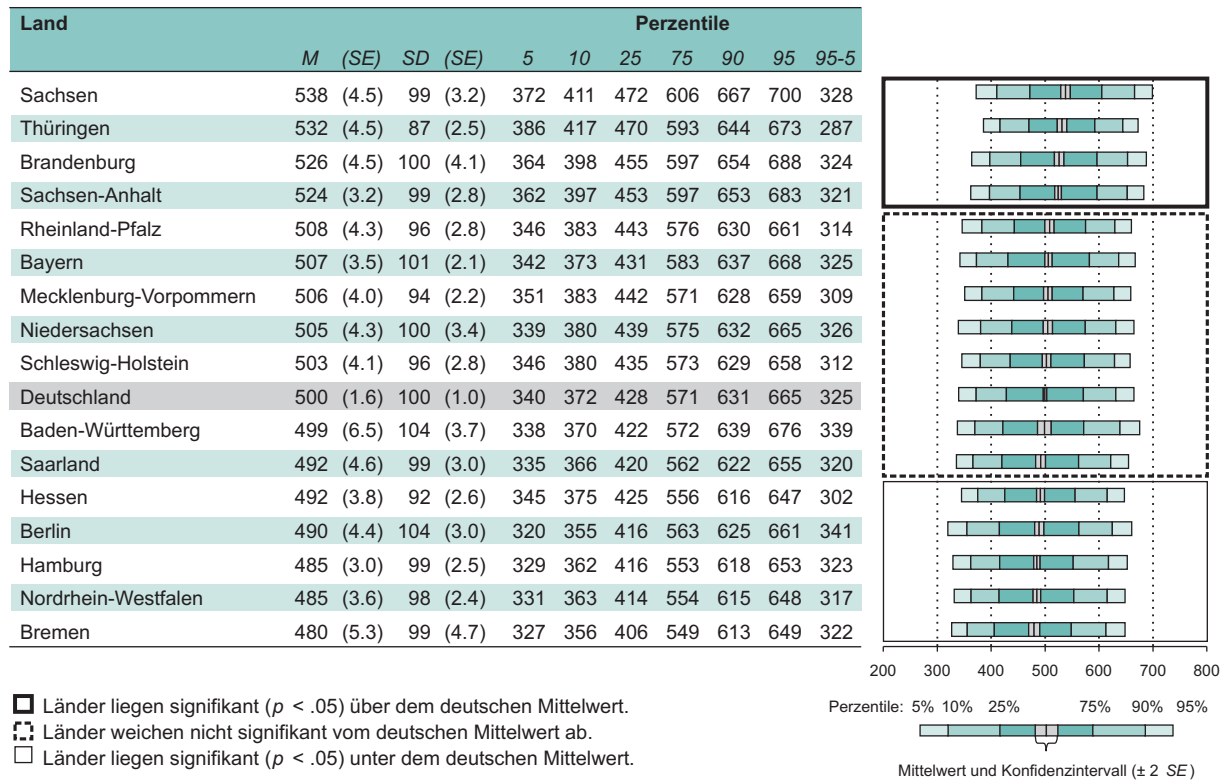 Land Perzentile
M (SE) SD (SE) 5 10 25 75 90 95 95-5
Sachsen 538 (4.5) 99 (3.2) 372 411 472 606 667 700 328
Thüringen 532 (4.5) 87 (2.5) 386 417 470 593 644 673 287
Brandenburg 526 (4.5) 100 (4.1) 364 398 455 597 654 688 324
Sachsen-Anhalt 524 (3.2) 99 (2.8) 362 397 453 597 653 683 321
Rheinland-Pfalz 508 (4.3) 96 (2.8) 346 383 443 576 630 661 314
Bayern 507 (3.5) 101 (2.1) 342 373 431 583 637 668 325
Mecklenburg-Vorpommern 506 (4.0) 94 (2.2) 351 383 442 571 628 659 309
Niedersachsen 505 (4.3) 100 (3.4) 339 380 439 575 632 665 326
Schleswig-Holstein 503 (4.1) 96 (2.8) 346 380 435 573 629 658 312
Deutschland 500 (1.6) 100 (1.0) 340 372 428 571 631 665 325
Baden-Württemberg 499 (6.5) 104 (3.7) 338 370 422 572 639 676 339
Saarland 492 (4.6) 99 (3.0) 335 366 420 562 622 655 320
Hessen 492 (3.8) 92 (2.6) 345 375 425 556 616 647 302
Berlin 490 (4.4) 104 (3.0) 320 355 416 563 625 661 341
Hamburg 485 (3.0) 99 (2.5) 329 362 416 553 618 653 323
Nordrhein-Westfalen 485 (3.6) 98 (2.4) 331 363 414 554 615 648 317
Bremen 480 (5.3) 99 (4.7) 327 356 406 549 613 649 322
200 300 400 500 600 700 800
Länder liegen signifikant (p < .05) über dem deutschen Mittelwert.
Länder weichen nicht signifikant vom deutschen Mittelwert ab.
Länder liegen signifikant (p < .05) unter dem deutschen Mittelwert.
Perzentile: 5% 10% 25% 75% 90% 95%
Mittelwert und Konfidenzintervall (± 2 SE)